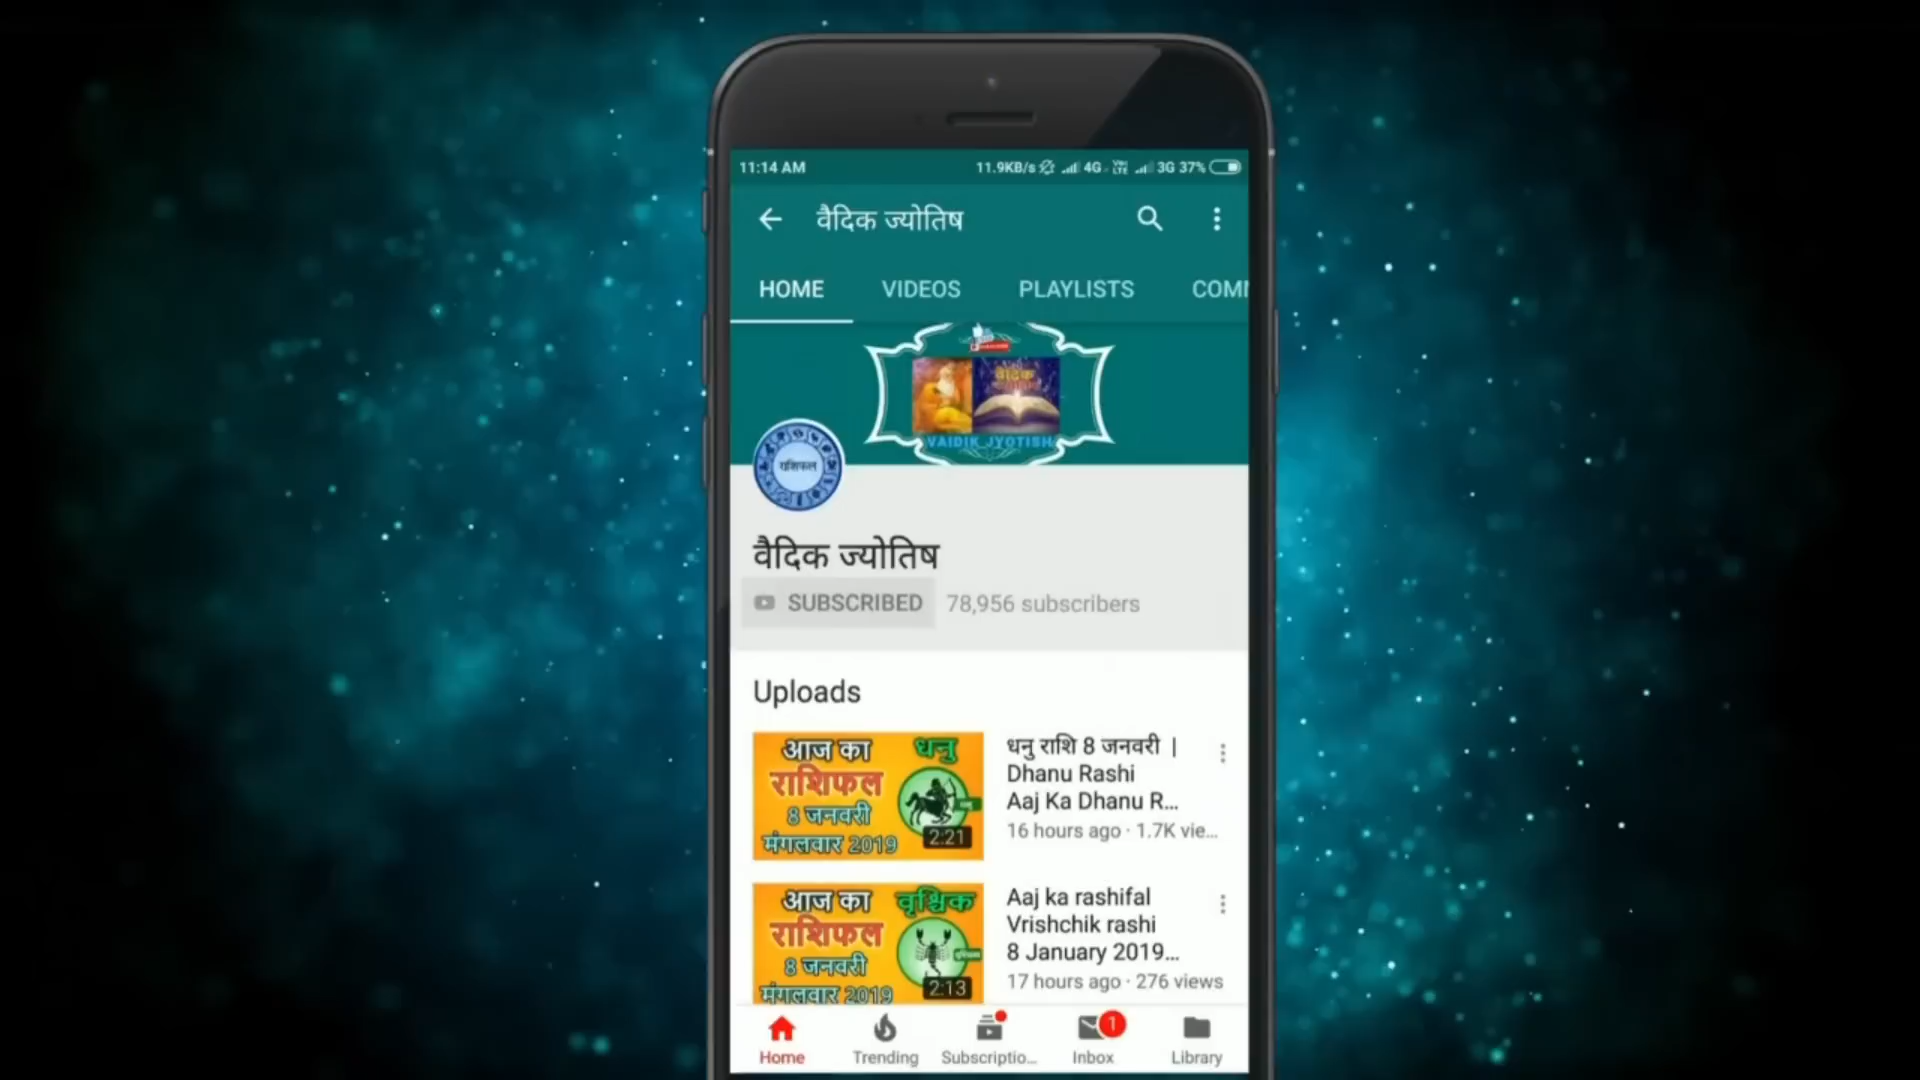 11:14 AM 11.9KB/s 4G VoLTE 3G 37%
वैदिक ज्योतिष
HOME VIDEOS PLAYLISTS COM
वैदिक
VAIDIK JYOTISH
राशिफल
वैदिक ज्योतिष
SUBSCRIBED 78,956 subscribers
Uploads
आज का धनु
राशिफल
8 जनवरी
मंगलवार 2019
2:21
धनु राशि 8 जनवरी |
Dhanu Rashi
Aaj Ka Dhanu R...
16 hours ago · 1.7K vie...
आज का वृश्चिक
राशिफल
8 जनवरी
मंगलवार 2019
2:13
Aaj ka rashifal
Vrishchik rashi
8 January 2019...
17 hours ago · 276 views
1
Home Trending Subscriptio... Inbox Library